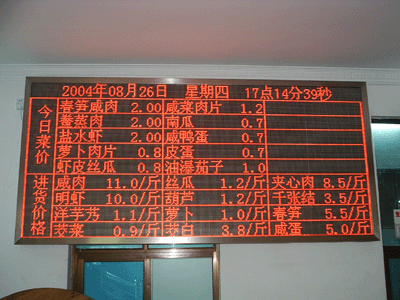 2004年08月26日 星期四 17点14分39秒
今日菜价
春笋咸肉 2.00 咸菜肉片 1.2
酱蒸肉 2.00 南瓜 0.7
盐水虾 2.00 咸鸭蛋 0.7
萝卜肉片 0.8 皮蛋 0.7
虾皮丝瓜 0.8 油爆茄子 1.0
进货价格
咸肉 11.0/斤 丝瓜 1.2/斤 夹心肉 8.5/斤
明虾 10.0/斤 葫芦 1.2/斤 千张结 3.5/斤
洋芋艿 1.1/斤 萝卜 1.0/斤 春笋 5.5/斤
茭菜 0.9/斤 茭白 3.8/斤 咸蛋 5.0/斤